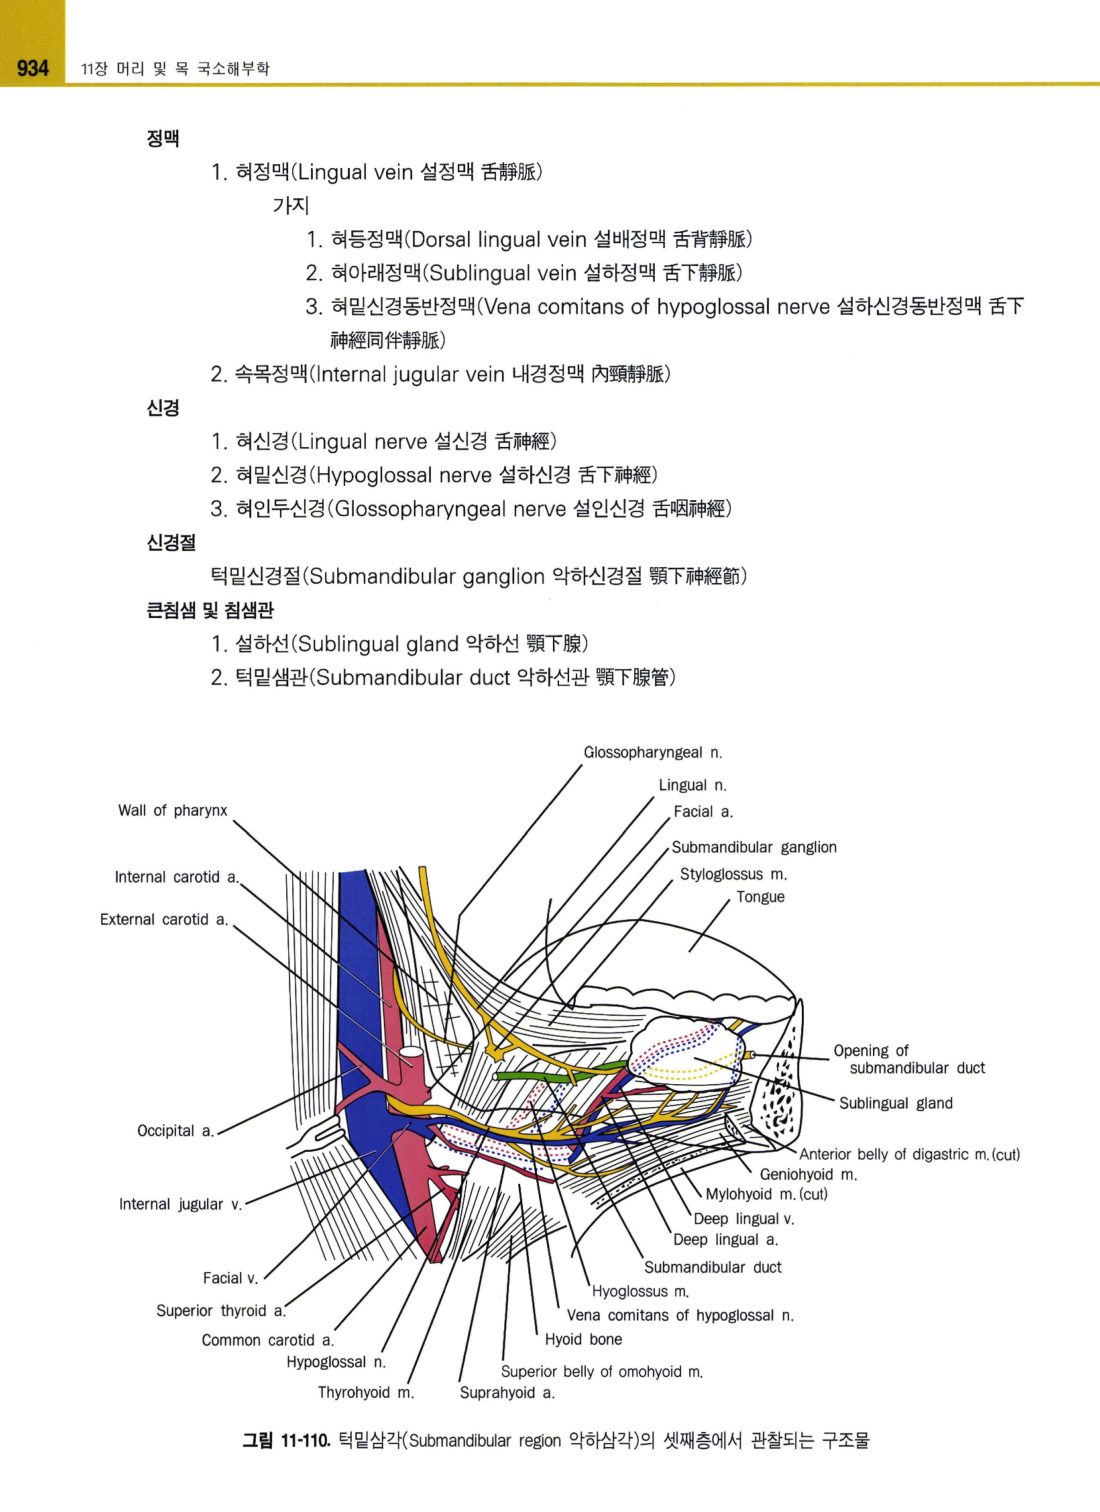 934
11장 머리 및 목 국소해부학
정맥
1. 혀정맥(Lingual vein 설정맥 舌靜脈)
가지
1. 혀등정맥(Dorsal lingual vein 설배정맥 舌背靜脈)
2. 혀아래정맥(Sublingual vein 설하정맥 舌下靜脈)
3. 혀밑신경동반정맥(Vena comitans of hypoglossal nerve 설하신경동반정맥 舌下
神經同伴靜脈)
2. 속목정맥(Internal jugular vein 내경정맥 內頸靜脈)
신경
1. 혀신경(Lingual nerve 설신경 舌神經)
2. 혀밑신경(Hypoglossal nerve 설하신경 舌下神經)
3. 혀인두신경(Glossopharyngeal nerve 설인신경 舌咽神經)
신경절
턱밑신경절(Submandibular ganglion 악하신경절 顎下神經節)
큰침샘 및 침샘관
1. 설하선(Sublingual gland 악하선 顎下腺)
2. 턱밑샘관(Submandibular duct 악하선관 顎下腺管)
Glossopharyngeal n.
Lingual n.
Wall of pharynx
Facial a.
Submandibular ganglion
Internal carotid a.
Styloglossus m.
Tongue
External carotid a.
Opening of
submandibular duct
Sublingual gland
Occipital a.
Anterior belly of digastric m.(cut)
Geniohyoid m.
Mylohyoid m.(cut)
Internal jugular v.
Deep lingual v.
Deep lingual a.
Submandibular duct
Facial v.
Hyoglossus m.
Superior thyroid a.
Vena comitans of hypoglossal n.
Common carotid a.
Hyoid bone
Hypoglossal n.
Superior belly of omohyoid m.
Thyrohyoid m.
Suprahyoid a.
그림 11-110. 턱밑삼각(Submandibular region 악하삼각)의 셋째층에서 관찰되는 구조물